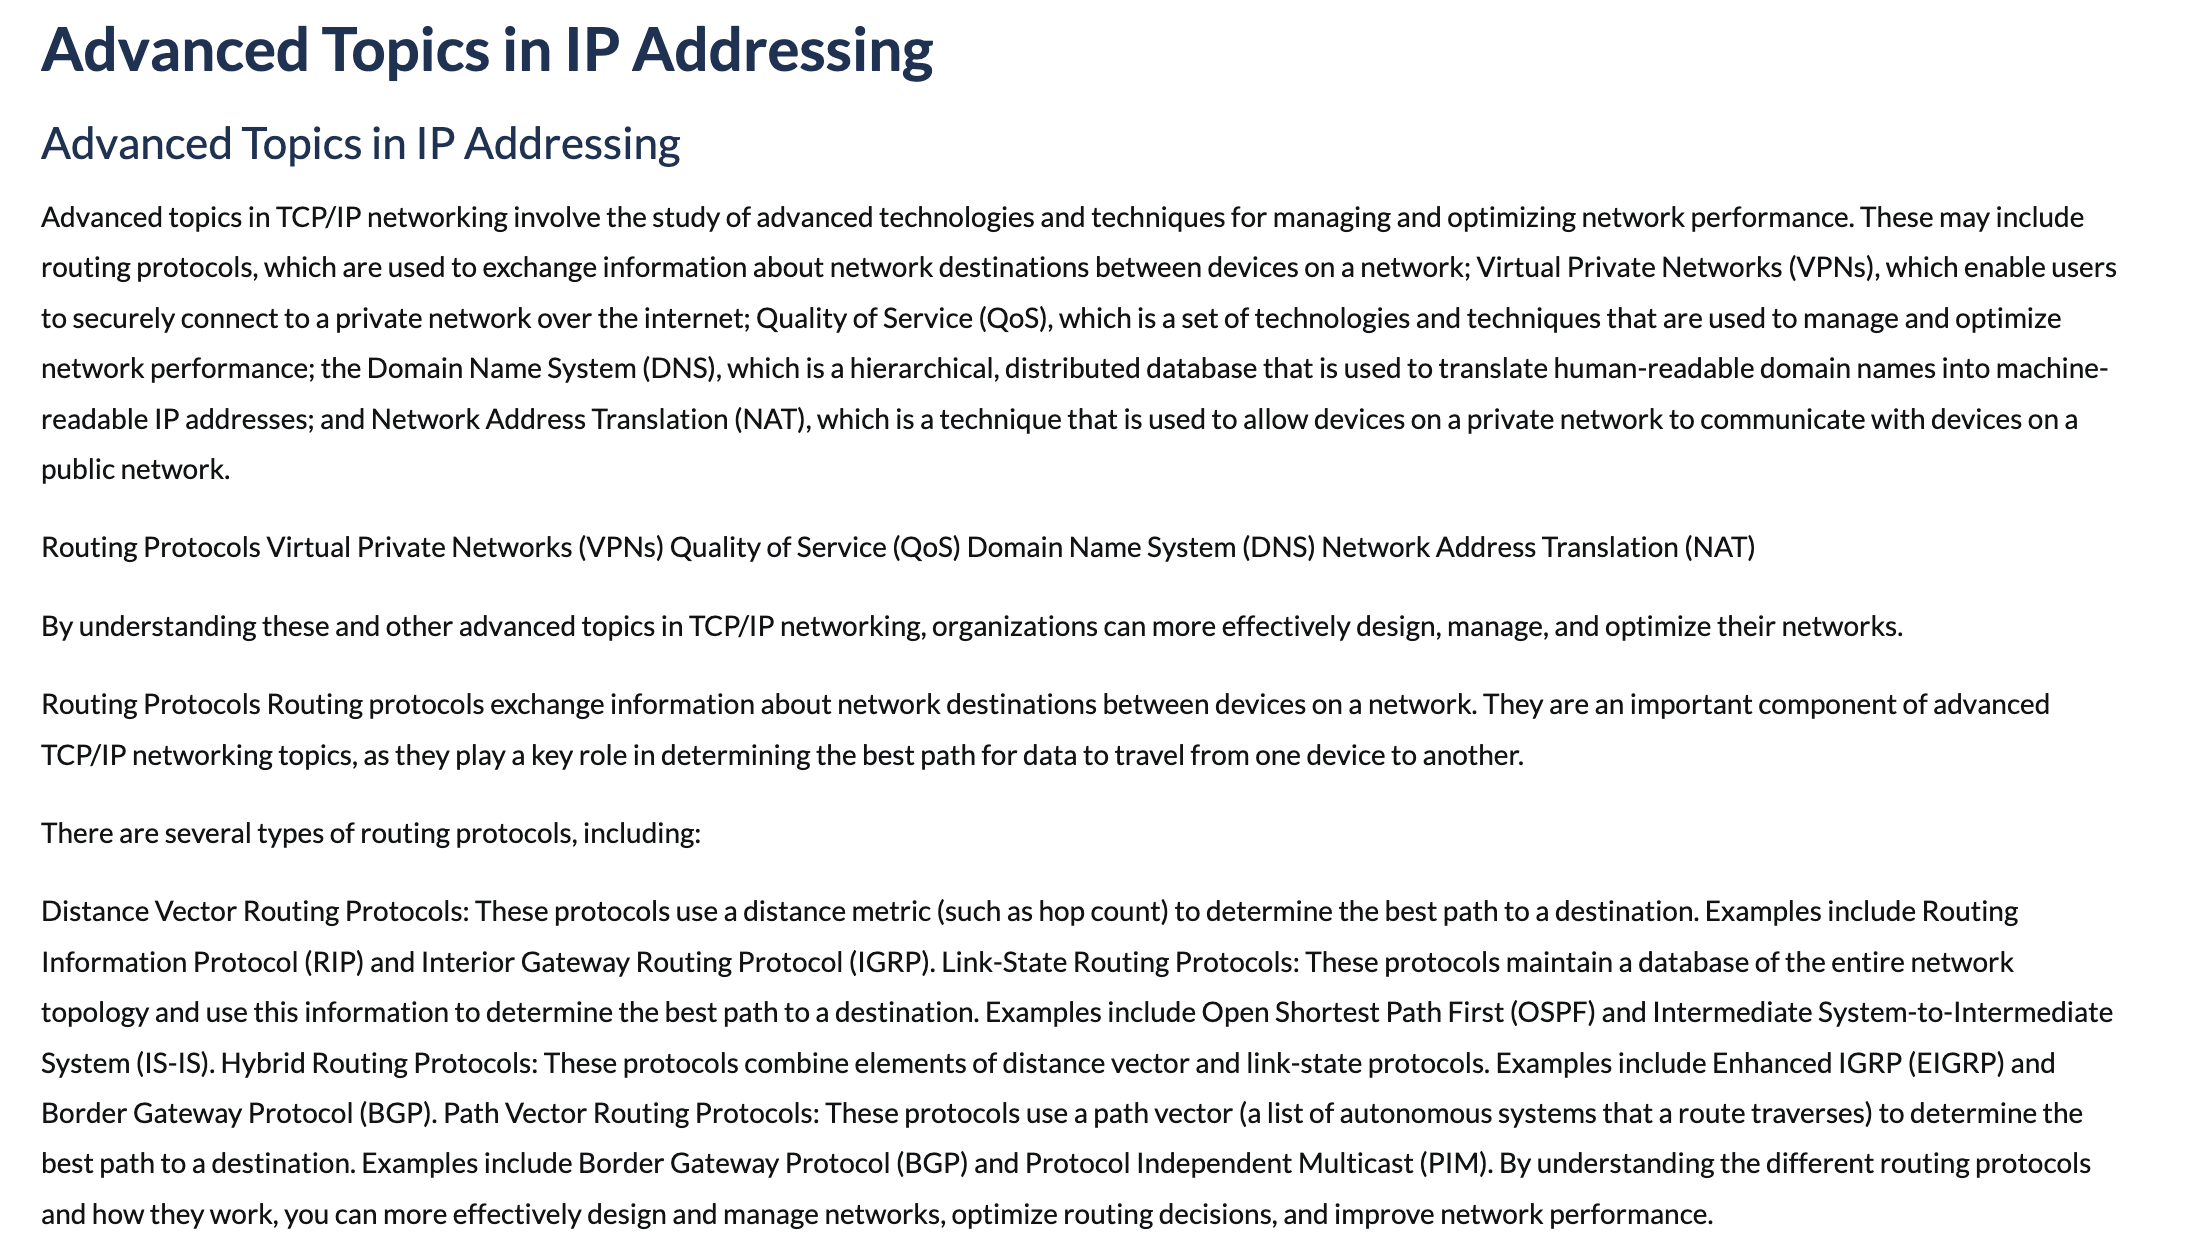 Advanced Topics in IP Addressing
Advanced Topics in IP Addressing
Advanced topics in TCP/IP networking involve the study of advanced technologies and techniques for managing and optimizing network performance. These may include
routing protocols, which are used to exchange information about network destinations between devices on a network; Virtual Private Networks (VPNs), which enable users
to securely connect to a private network over the internet; Quality of Service (QoS), which is a set of technologies and techniques that are used to manage and optimize
network performance; the Domain Name System (DNS), which is a hierarchical, distributed database that is used to translate human-readable domain names into machine-
readable IP addresses; and Network Address Translation (NAT), which is a technique that is used to allow devices on a private network to communicate with devices on a
public network.
Routing Protocols Virtual Private Networks (VPNs) Quality of Service (QoS) Domain Name System (DNS) Network Address Translation (NAT)
By understanding these and other advanced topics in TCP/IP networking, organizations can more effectively design, manage, and optimize their networks.
Routing Protocols Routing protocols exchange information about network destinations between devices on a network. They are an important component of advanced
TCP/IP networking topics, as they play a key role in determining the best path for data to travel from one device to another.
There are several types of routing protocols, including:
Distance Vector Routing Protocols: These protocols use a distance metric (such as hop count) to determine the best path to a destination. Examples include Routing
Information Protocol (RIP) and Interior Gateway Routing Protocol (IGRP). Link-State Routing Protocols: These protocols maintain a database of the entire network
topology and use this information to determine the best path to a destination. Examples include Open Shortest Path First (OSPF) and Intermediate System-to-Intermediate
System (IS-IS). Hybrid Routing Protocols: These protocols combine elements of distance vector and link-state protocols. Examples include Enhanced IGRP (EIGRP) and
Border Gateway Protocol (BGP). Path Vector Routing Protocols: These protocols use a path vector (a list of autonomous systems that a route traverses) to determine the
best path to a destination. Examples include Border Gateway Protocol (BGP) and Protocol Independent Multicast (PIM). By understanding the different routing protocols
and how they work, you can more effectively design and manage networks, optimize routing decisions, and improve network performance.